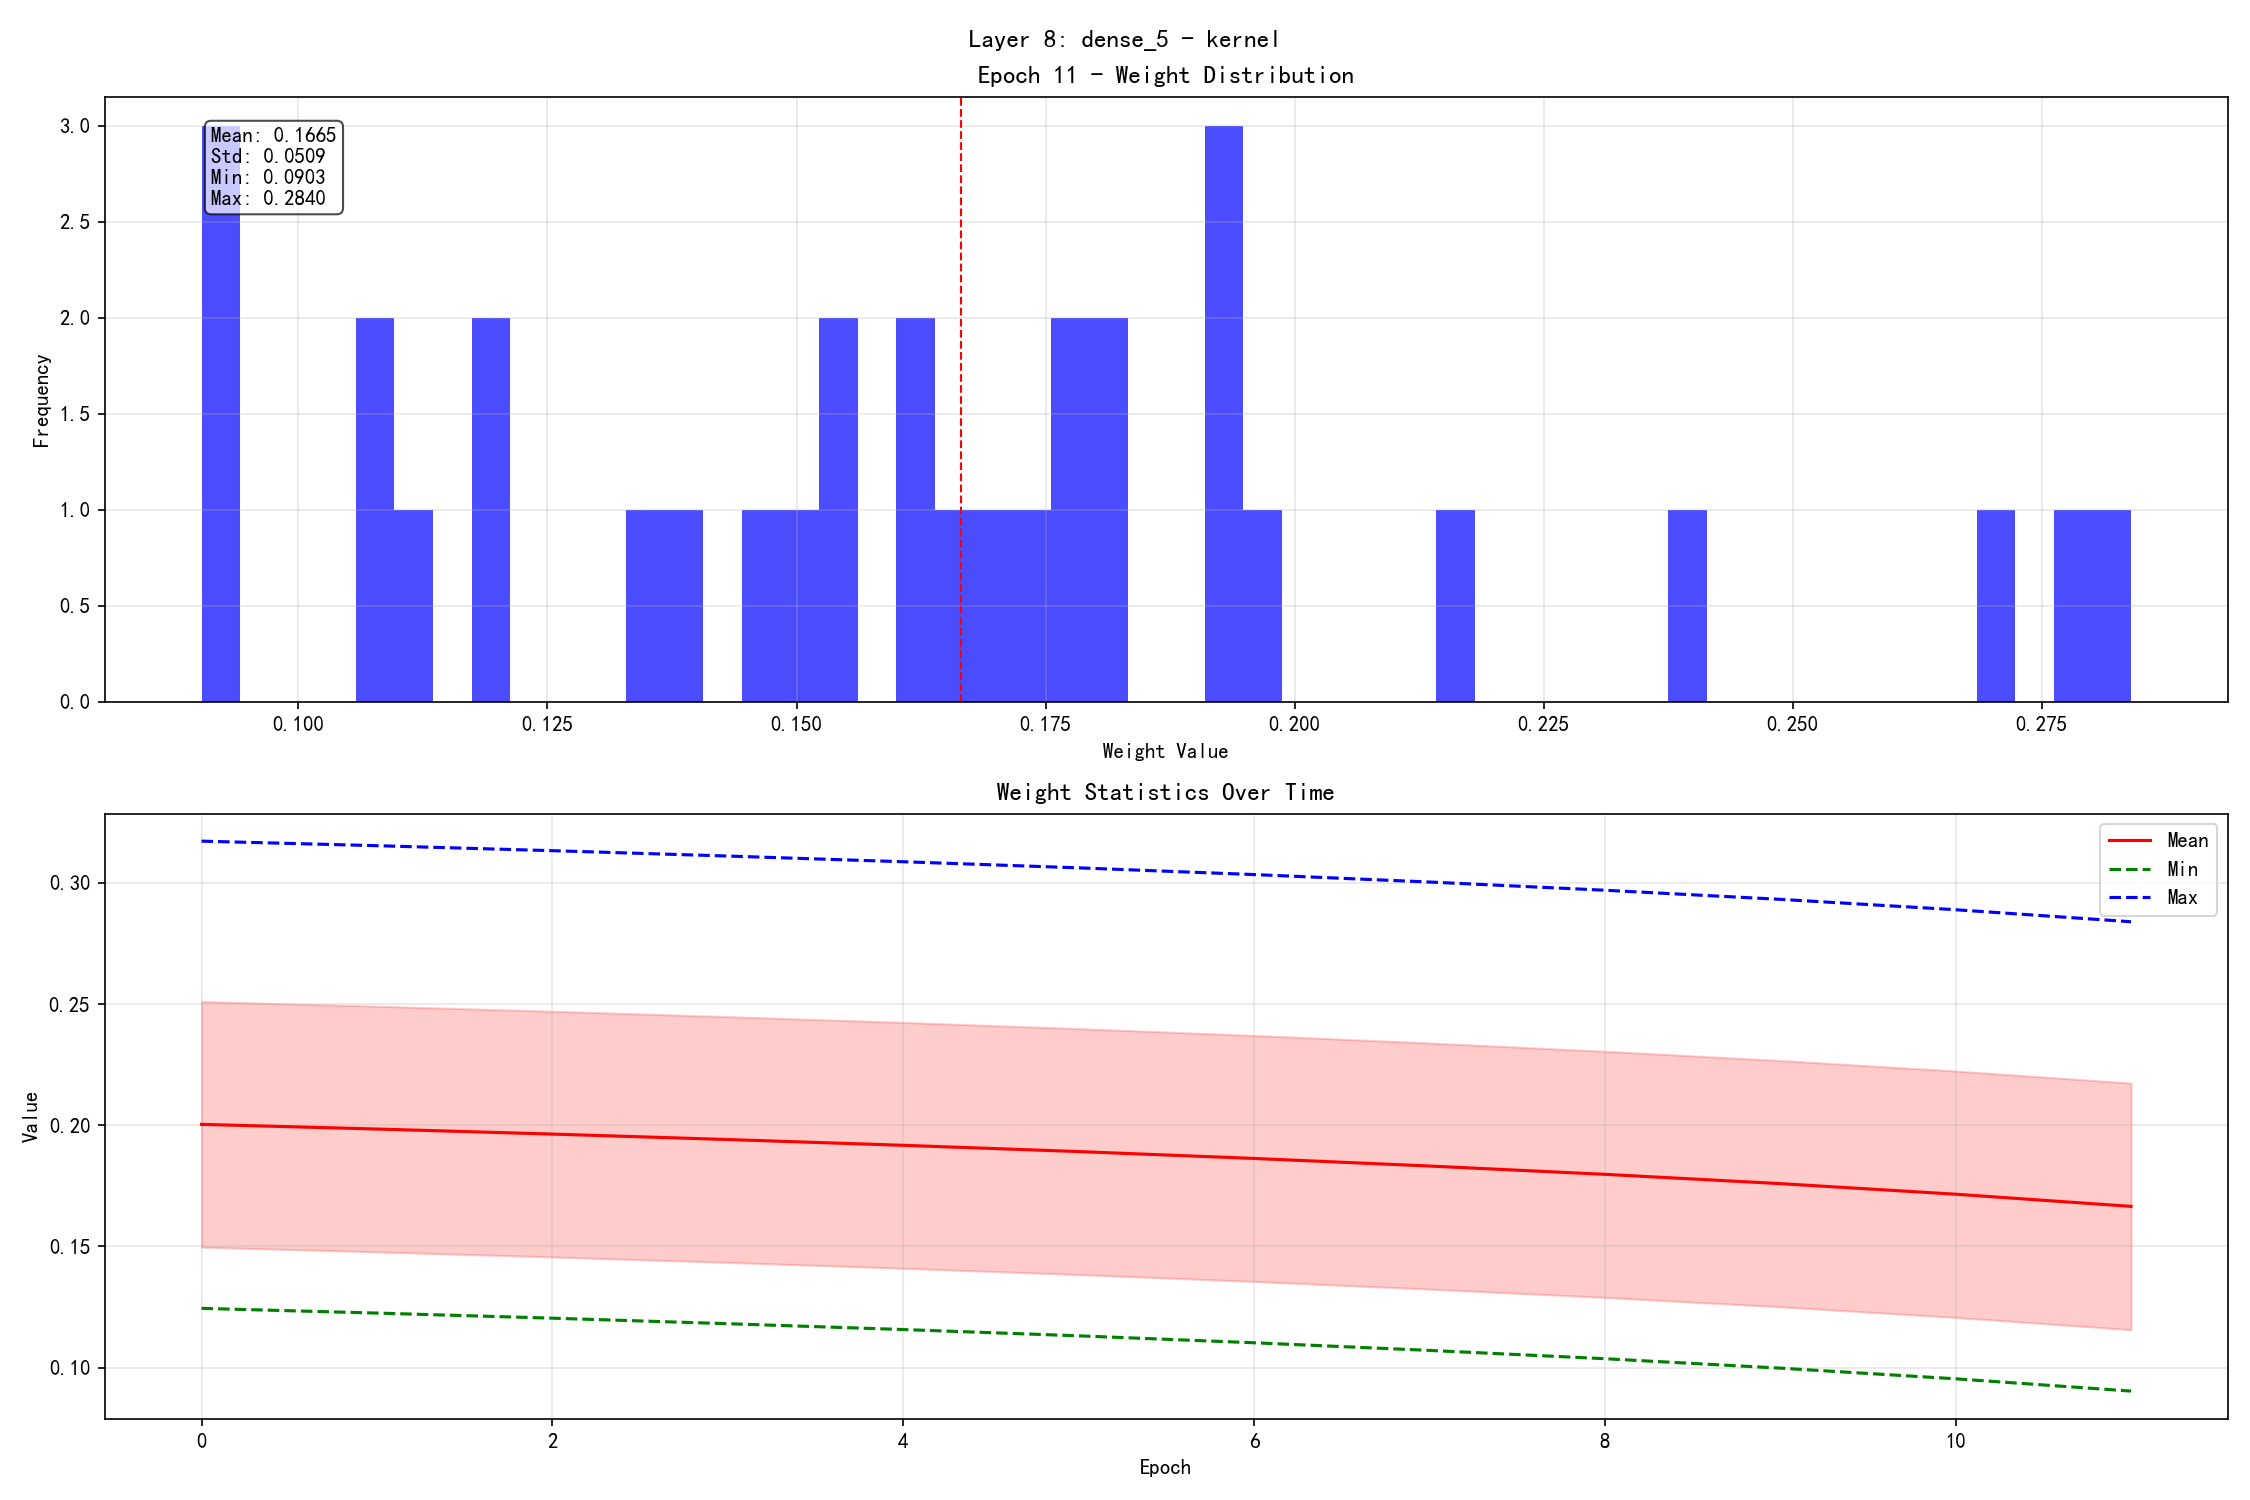 Layer 8: dense_5 - kernel
Epoch 11 - Weight Distribution
3.0
2.5
2.0
1.5
1.0
0.5
0.0
Frequency
Mean: 0.1665
Std: 0.0509
Min: 0.0903
Max: 0.2840
0.100 0.125 0.150 0.175 0.200 0.225 0.250 0.275
Weight Value
Weight Statistics Over Time
0.30
0.25
0.20
0.15
0.10
Value
Mean
Min
Max
0 2 4 6 8 10
Epoch